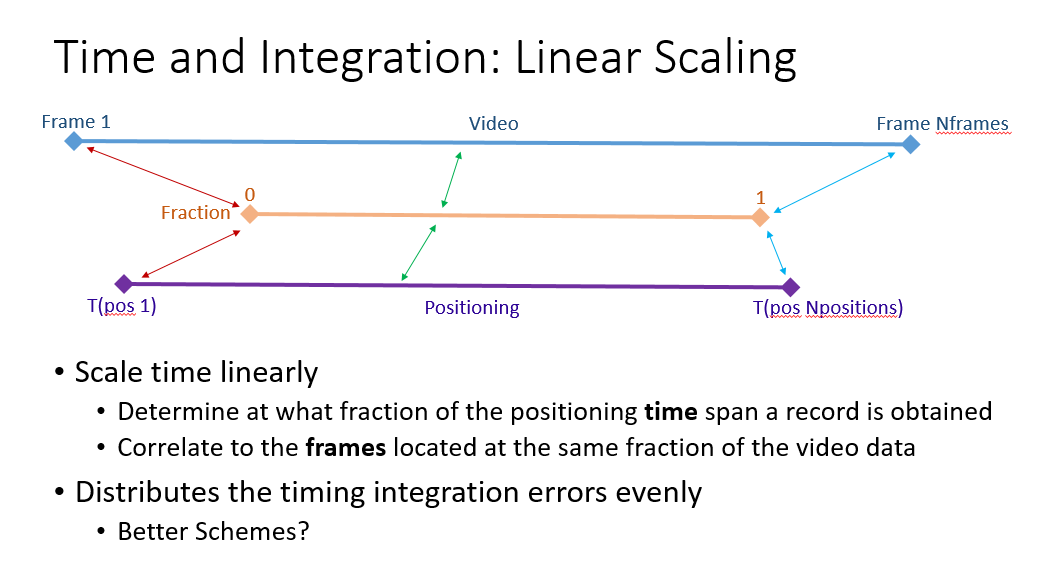 Time and Integration: Linear Scaling
Frame 1
Video
Frame Nframes
0
1
Fraction
T(pos 1)
Positioning
T(pos Npositions)
• Scale time linearly
• Determine at what fraction of the positioning time span a record is obtained
• Correlate to the frames located at the same fraction of the video data
• Distributes the timing integration errors evenly
• Better Schemes?